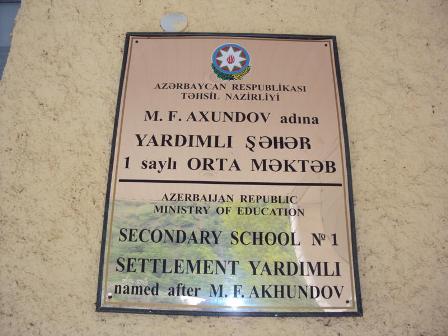 AZƏRBAYCAN RESPUBLİKASI
TƏHSİL NAZİRLİYİ
M. F. AXUNDOV adına
YARDIMLI ŞƏHƏR
1 saylı ORTA MƏKTƏB
AZERBAIJAN REPUBLIC
MINISTRY OF EDUCATION
SECONDARY SCHOOL № 1
SETTLEMENT YARDIMLI
named after M. F. AKHUNDOV